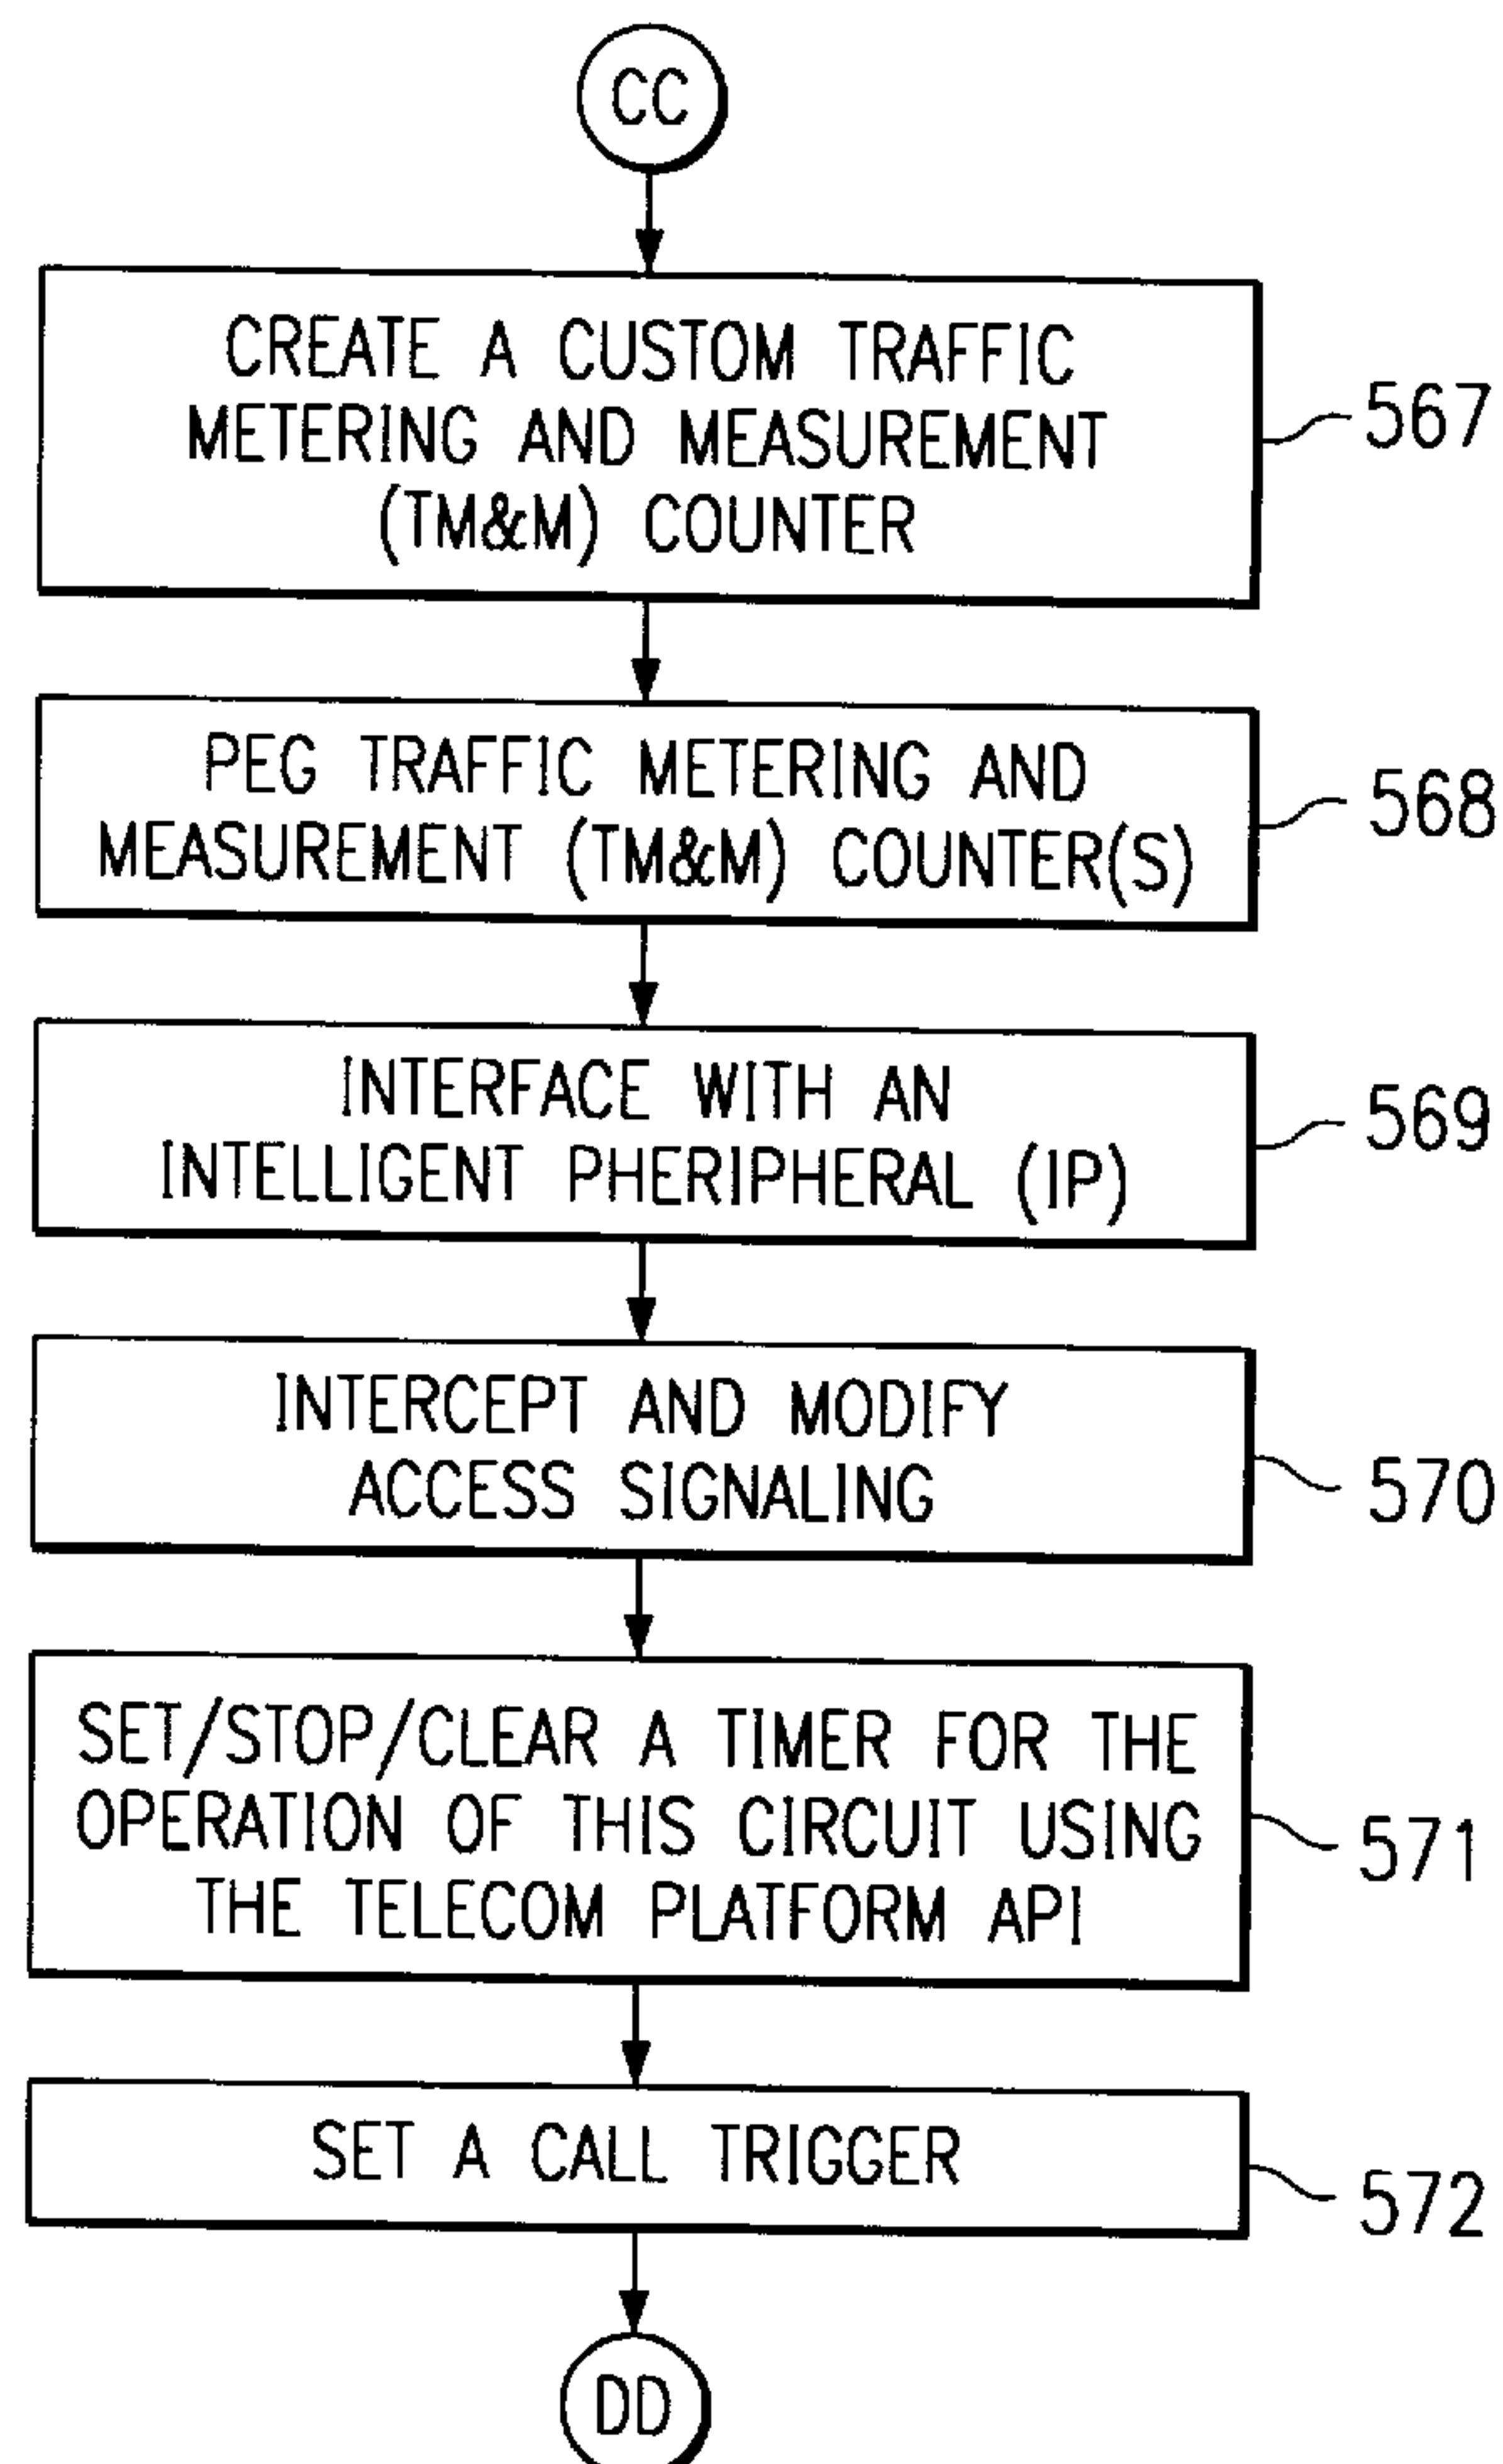 CC
CREATE A CUSTOM TRAFFIC
METERING AND MEASUREMENT
(TM&M) COUNTER
567
PEG TRAFFIC METERING AND
MEASUREMENT (TM&M) COUNTER(S)
568
INTERFACE WITH AN
INTELLIGENT PHERIPHERAL (IP)
569
INTERCEPT AND MODIFY
ACCESS SIGNALING
570
SET/STOP/CLEAR A TIMER FOR THE
OPERATION OF THIS CIRCUIT USING
THE TELECOM PLATFORM API
571
SET A CALL TRIGGER
572
DD